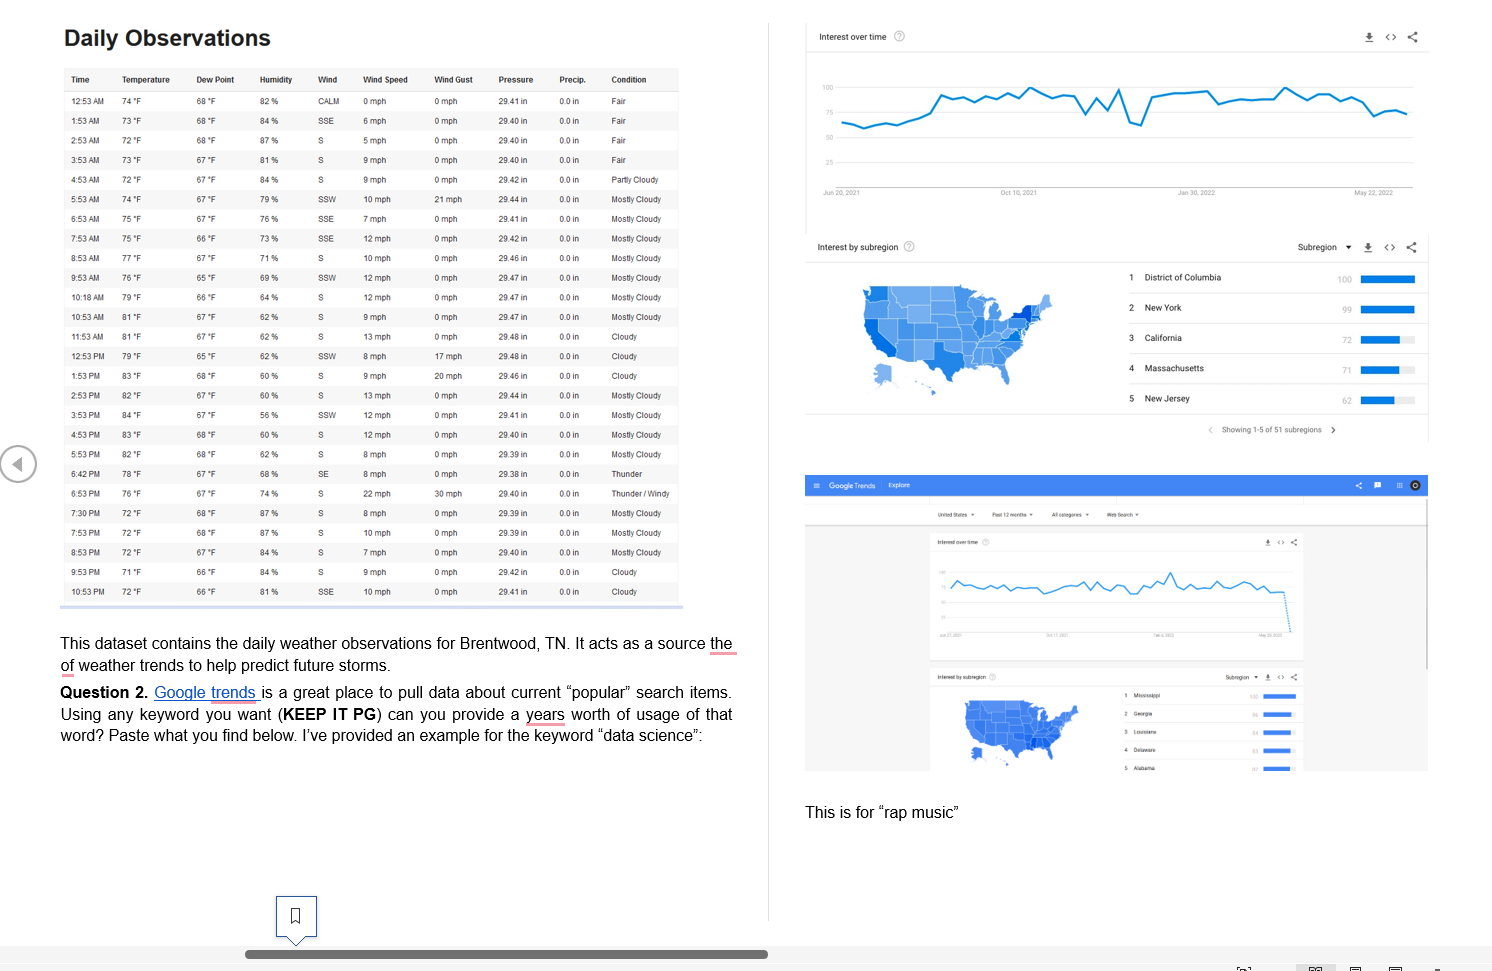 Daily Observations
Time Temperature Dew Point Humidity Wind Wind Speed Wind Gust Pressure Precip. Condition
12:53 AM 74 °F 68 °F 82 % CALM 0 mph 0 mph 29.41 in 0.0 in Fair
1:53 AM 73 °F 68 °F 84 % SSE 6 mph 0 mph 29.40 in 0.0 in Fair
2:53 AM 72 °F 68 °F 87 % S 5 mph 0 mph 29.40 in 0.0 in Fair
3:53 AM 73 °F 67 °F 81 % S 9 mph 0 mph 29.40 in 0.0 in Fair
4:53 AM 72 °F 67 °F 84 % S 9 mph 0 mph 29.42 in 0.0 in Partly Cloudy
5:53 AM 74 °F 67 °F 79 % SSW 10 mph 21 mph 29.44 in 0.0 in Mostly Cloudy
6:53 AM 75 °F 67 °F 76 % SSE 7 mph 0 mph 29.41 in 0.0 in Mostly Cloudy
7:53 AM 75 °F 66 °F 73 % SSE 12 mph 0 mph 29.42 in 0.0 in Mostly Cloudy
8:53 AM 77 °F 67 °F 71 % S 10 mph 0 mph 29.46 in 0.0 in Mostly Cloudy
9:53 AM 76 °F 65 °F 69 % SSW 12 mph 0 mph 29.47 in 0.0 in Mostly Cloudy
10:18 AM 79 °F 66 °F 64 % S 12 mph 0 mph 29.47 in 0.0 in Mostly Cloudy
10:53 AM 81 °F 67 °F 62 % S 9 mph 0 mph 29.47 in 0.0 in Mostly Cloudy
11:53 AM 81 °F 67 °F 62 % S 13 mph 0 mph 29.48 in 0.0 in Cloudy
12:53 PM 79 °F 65 °F 62 % SSW 8 mph 17 mph 29.48 in 0.0 in Cloudy
1:53 PM 83 °F 68 °F 60 % S 9 mph 20 mph 29.46 in 0.0 in Cloudy
2:53 PM 82 °F 67 °F 60 % S 13 mph 0 mph 29.44 in 0.0 in Mostly Cloudy
3:53 PM 84 °F 67 °F 56 % SSW 12 mph 0 mph 29.41 in 0.0 in Mostly Cloudy
4:53 PM 83 °F 68 °F 60 % S 12 mph 0 mph 29.40 in 0.0 in Mostly Cloudy
5:53 PM 82 °F 68 °F 62 % S 8 mph 0 mph 29.39 in 0.0 in Mostly Cloudy
6:42 PM 78 °F 67 °F 68 % SE 8 mph 0 mph 29.38 in 0.0 in Thunder
6:53 PM 76 °F 67 °F 74 % S 22 mph 30 mph 29.40 in 0.0 in Thunder / Windy
7:30 PM 72 °F 68 °F 87 % S 8 mph 0 mph 29.39 in 0.0 in Mostly Cloudy
7:53 PM 72 °F 68 °F 87 % S 10 mph 0 mph 29.39 in 0.0 in Mostly Cloudy
8:53 PM 72 °F 67 °F 84 % S 7 mph 0 mph 29.40 in 0.0 in Mostly Cloudy
9:53 PM 71 °F 66 °F 84 % S 9 mph 0 mph 29.42 in 0.0 in Cloudy
10:53 PM 72 °F 66 °F 81 % SSE 10 mph 0 mph 29.41 in 0.0 in Cloudy
This dataset contains the daily weather observations for Brentwood, TN. It acts as a source the
of weather trends to help predict future storms.
Question 2. Google trends is a great place to pull data about current “popular” search items.
Using any keyword you want (KEEP IT PG) can you provide a years worth of usage of that
word? Paste what you find below. I’ve provided an example for the keyword “data science”:
Interest over time
100
75
50
25
Jun 20, 2021 Oct 10, 2021 Jan 30, 2022 May 22, 2022
Interest by subregion Subregion
1 District of Columbia 100
2 New York 99
3 California 72
4 Massachusetts 71
5 New Jersey 62
Showing 1-5 of 51 subregions
Google Trends Explore
United States Past 12 months All categories Web Search
Interest over time
100
75
50
25
Jun 27, 2021 Oct 17, 2021 Feb 6, 2022 May 29, 2022
Interest by subregion Subregion
1 Mississippi 100
2 Georgia
3 Louisiana
4 Delaware
5 Alabama
This is for “rap music”